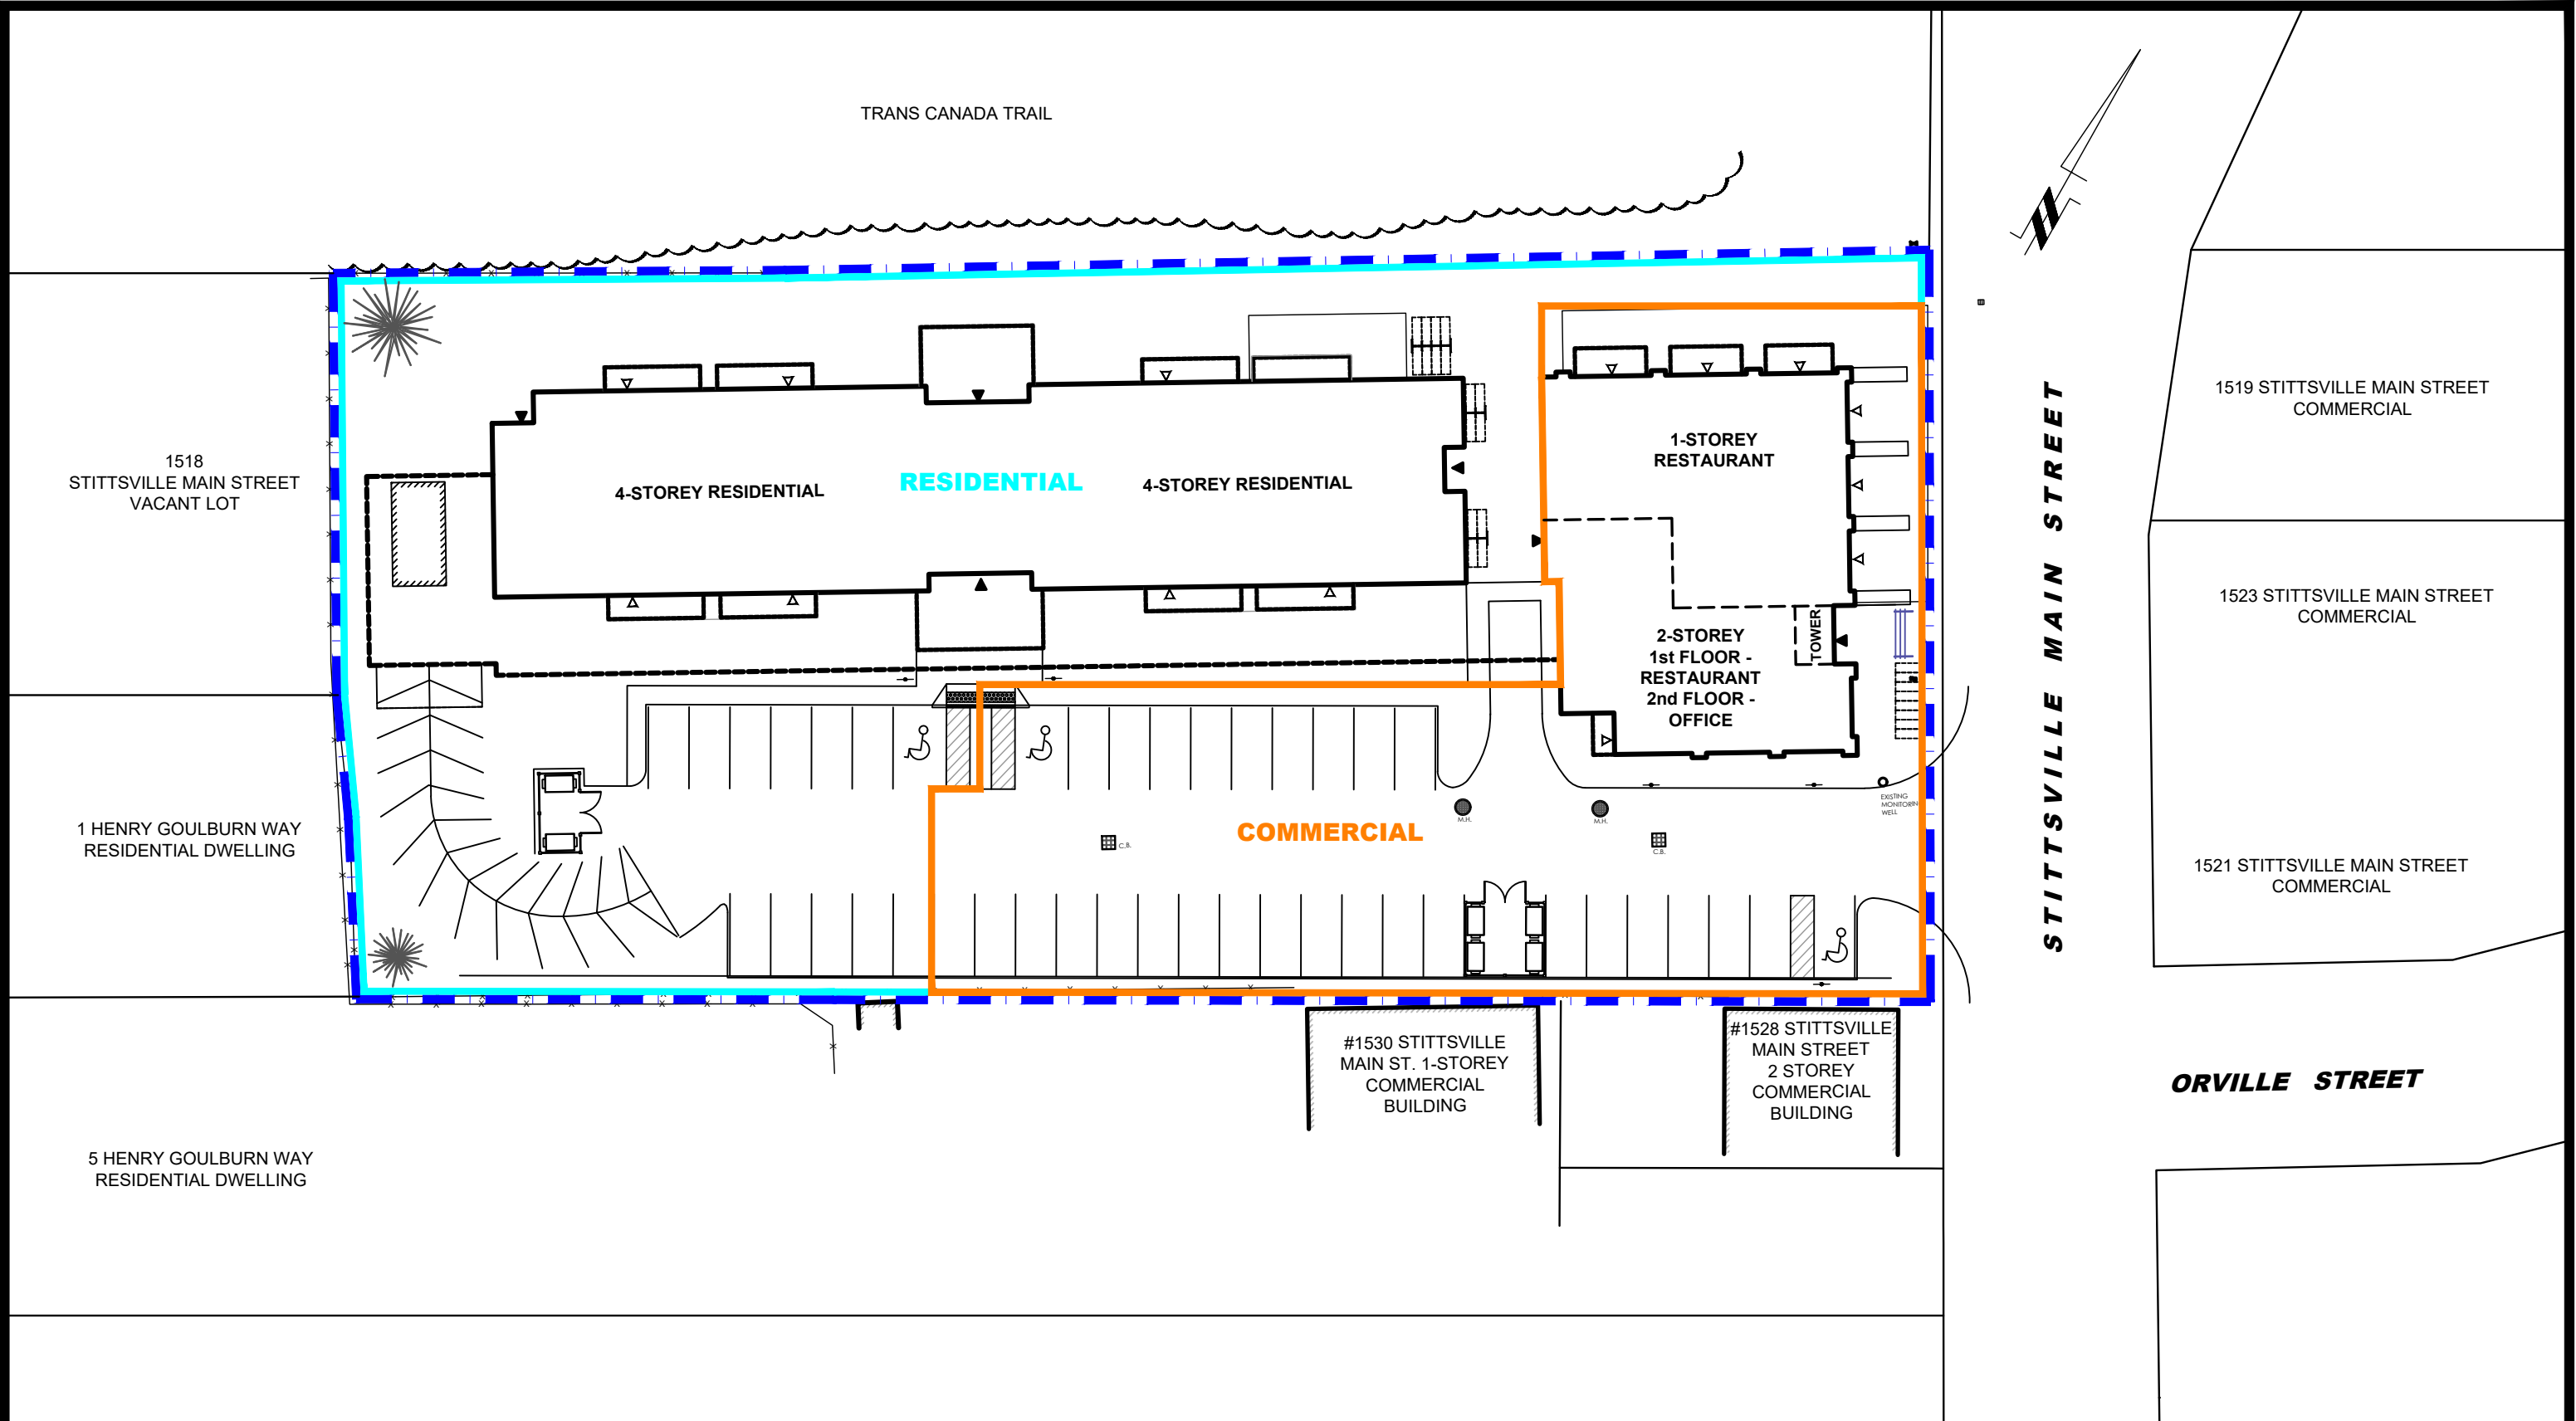 TRANS CANADA TRAIL
1518
STITTSVILLE MAIN STREET
VACANT LOT
4-STOREY RESIDENTIAL
RESIDENTIAL
4-STOREY RESIDENTIAL
1-STOREY
RESTAURANT
2-STOREY
1st FLOOR -
RESTAURANT
2nd FLOOR -
OFFICE
TOWER
STITTSVILLE MAIN STREET
1519 STITTSVILLE MAIN STREET
COMMERCIAL
1523 STITTSVILLE MAIN STREET
COMMERCIAL
1521 STITTSVILLE MAIN STREET
COMMERCIAL
1 HENRY GOULBURN WAY
RESIDENTIAL DWELLING
COMMERCIAL
C.B.
M.H.
M.H.
C.B.
EXISTING
MONITORING
WELL
#1530 STITTSVILLE
MAIN ST. 1-STOREY
COMMERCIAL
BUILDING
#1528 STITTSVILLE
MAIN STREET
2 STOREY
COMMERCIAL
BUILDING
ORVILLE STREET
5 HENRY GOULBURN WAY
RESIDENTIAL DWELLING